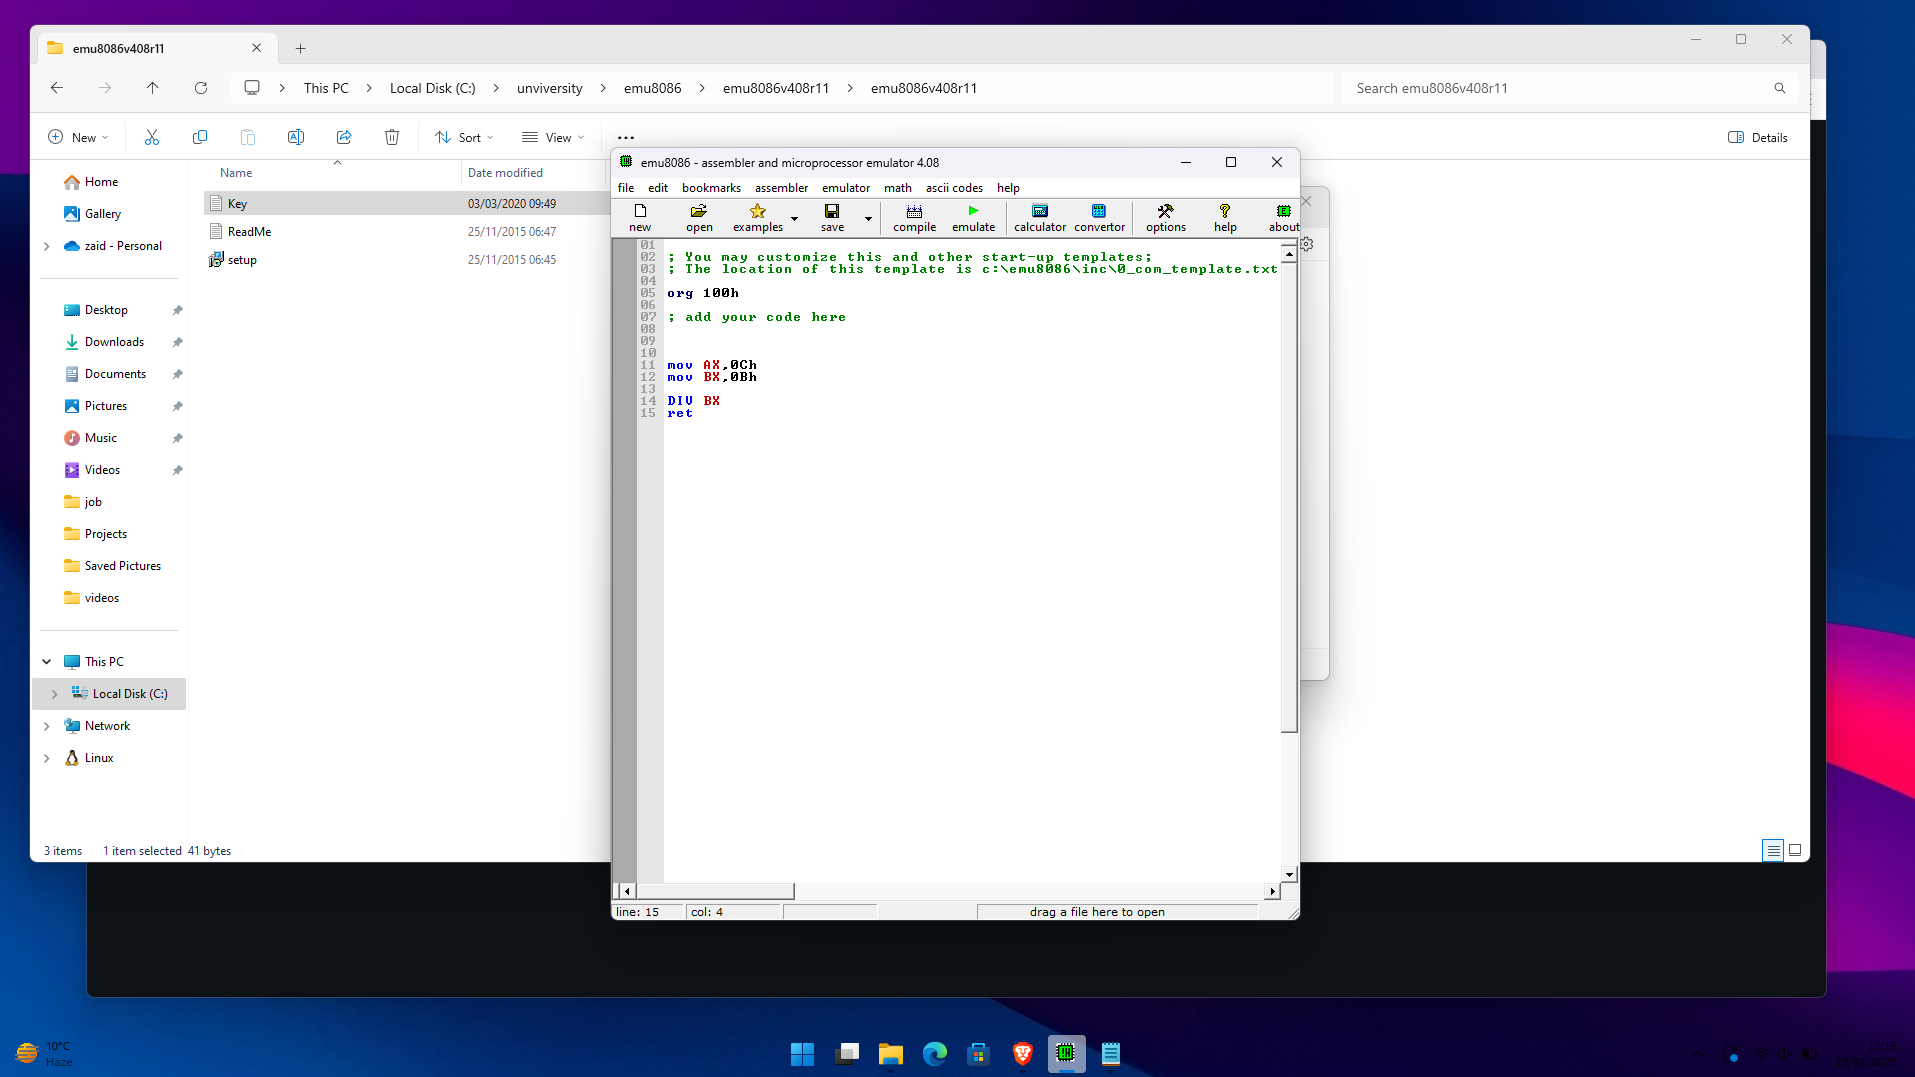 emu8086v408r11
This PC > Local Disk (C:) > unviversity > emu8086 > emu8086v408r11 > emu8086v408r11
Search emu8086v408r11
New
Sort
View
Details
Name
Date modified
Key
03/03/2020 09:49
ReadMe
25/11/2015 06:47
setup
25/11/2015 06:45
Home
Gallery
zaid - Personal
Desktop
Downloads
Documents
Pictures
Music
Videos
job
Projects
Saved Pictures
videos
This PC
Local Disk (C:)
Network
Linux
3 items
1 item selected 41 bytes
emu8086 - assembler and microprocessor emulator 4.08
file edit bookmarks assembler emulator math ascii codes help
new open examples save compile emulate calculator convertor options help about
01
02 ; You may customize this and other start-up templates;
03 ; The location of this template is c:\emu8086\inc\0_com_template.txt
04
05 org 100h
06
07 ; add your code here
08
09
10
11 mov AX,0Ch
12 mov BX,0Bh
13
14 DIV BX
15 ret
line: 15
col: 4
drag a file here to open
10°C
Haze